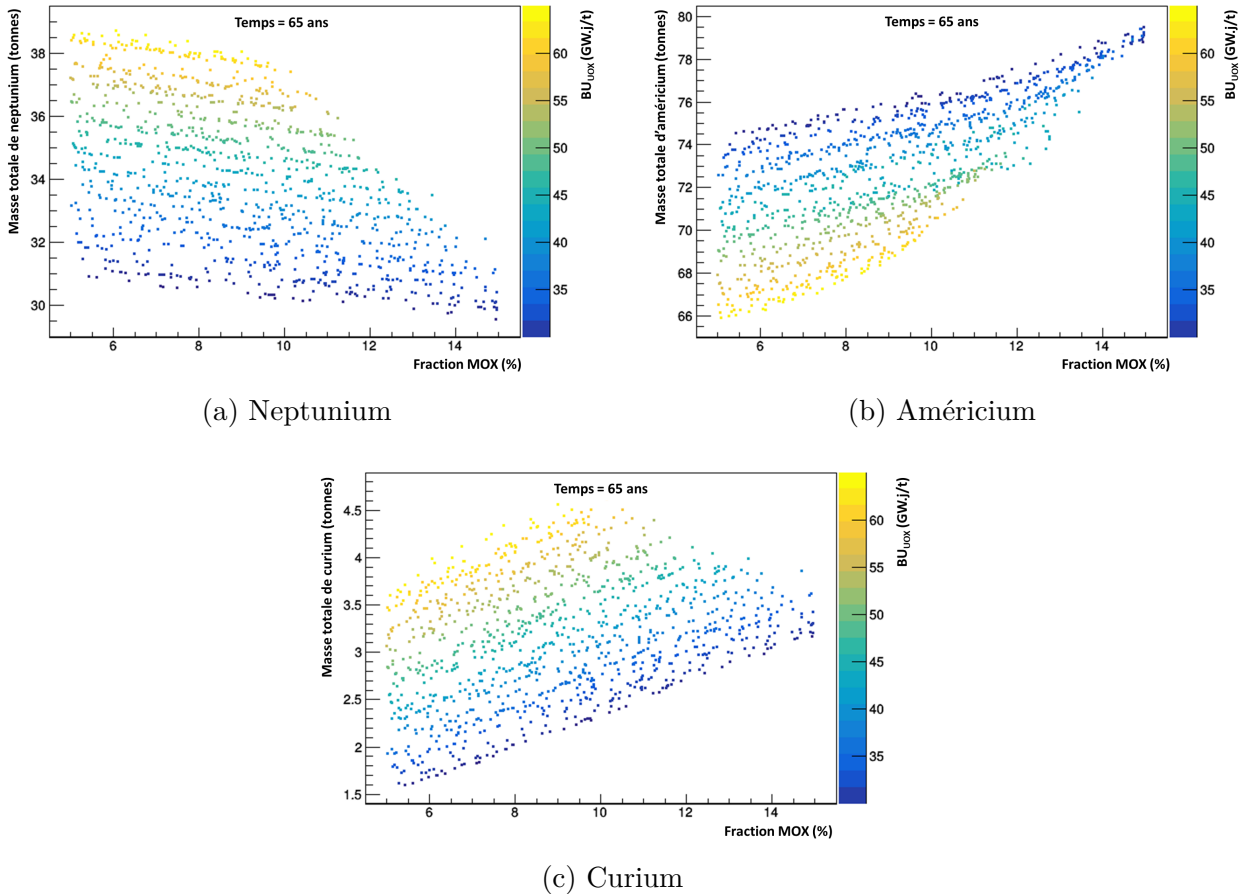 Temps = 65 ans
Masse totale de neptunium (tonnes)
38
36
34
32
30
6 8 10 12 14
Fraction MOX (%)
60
55
50
45
40
35
BU_UOX (GW.j/t)
(a) Neptunium
Temps = 65 ans
Masse totale d'américium (tonnes)
80
78
76
74
72
70
68
66
6 8 10 12 14
Fraction MOX (%)
60
55
50
45
40
35
BU_UOX (GW.j/t)
(b) Américium
Temps = 65 ans
Masse totale de curium (tonnes)
4.5
4
3.5
3
2.5
2
1.5
6 8 10 12 14
Fraction MOX (%)
60
55
50
45
40
35
BU_UOX (GW.j/t)
(c) Curium